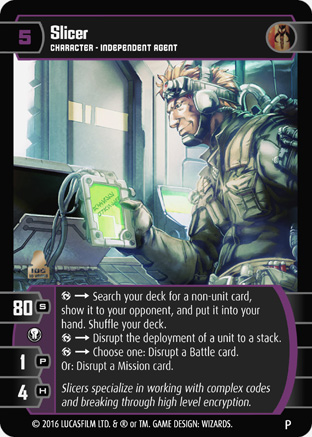 5
Slicer
CHARACTER - INDEPENDENT AGENT
80 S
→ Search your deck for a non-unit card,
show it to your opponent, and put it into your
hand. Shuffle your deck.
→ Disrupt the deployment of a unit to a stack.
1 P
→ Choose one: Disrupt a Battle card.
Or: Disrupt a Mission card.
4 H
Slicers specialize in working with complex codes
and breaking through high level encryption.
© 2016 LUCASFILM LTD. & ® or TM. GAME DESIGN: WIZARDS.
P